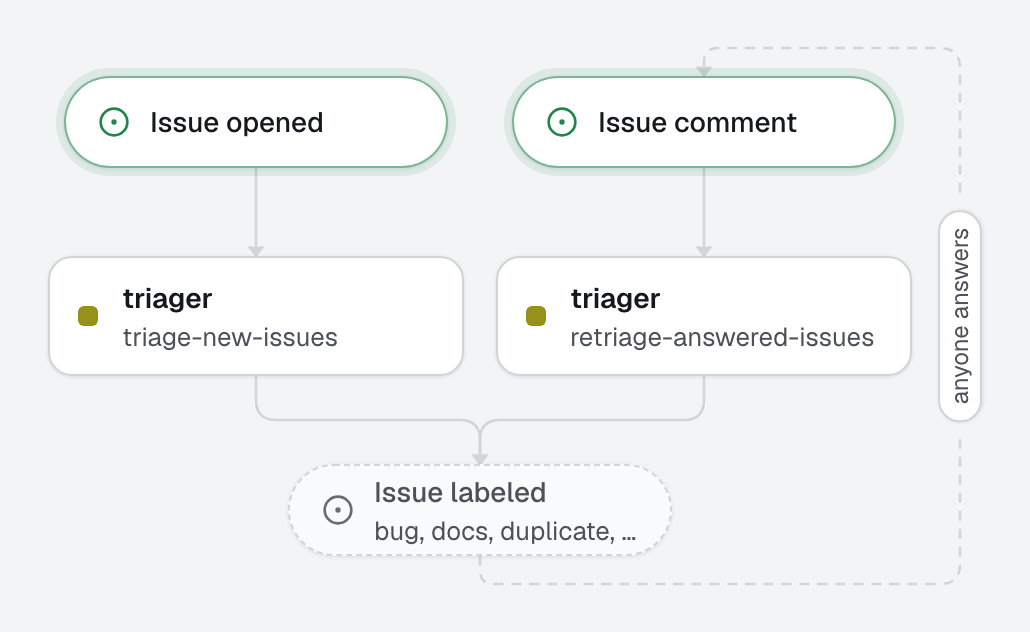 Issue opened
Issue comment
triager
triage-new-issues
triager
retriage-answered-issues
anyone answers
Issue labeled
bug, docs, duplicate, ...